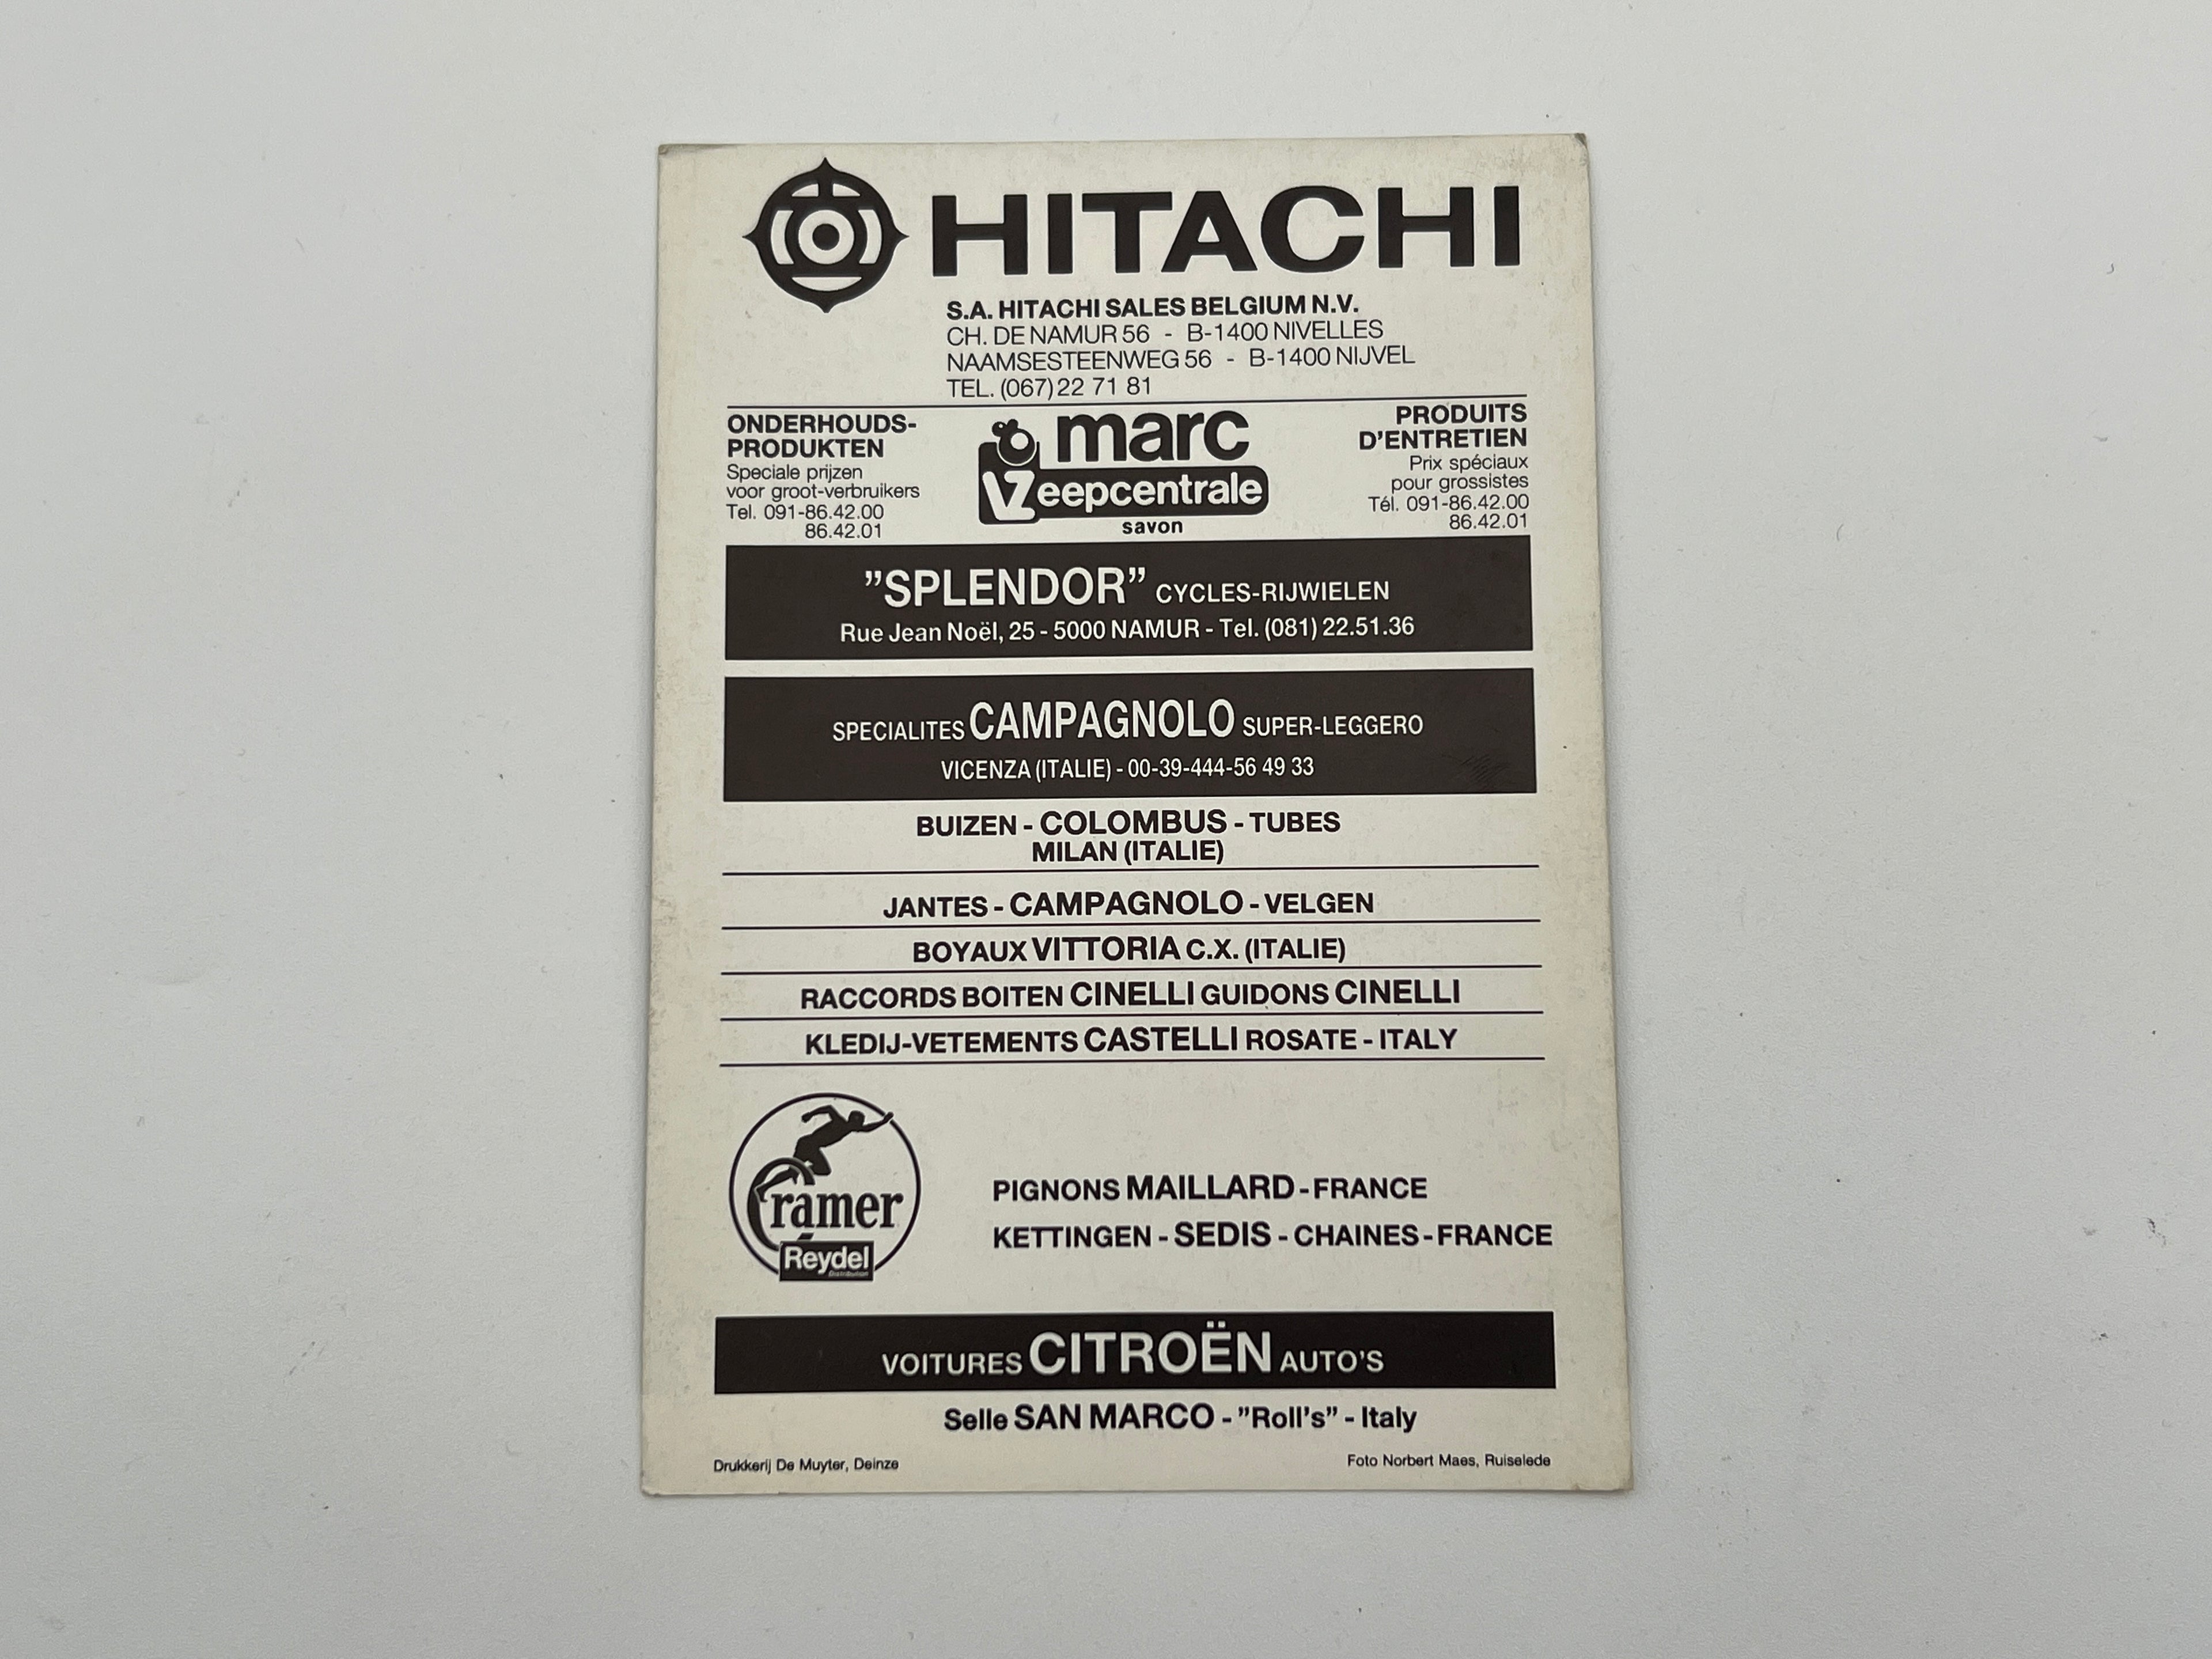 HITACHI
S.A. HITACHI SALES BELGIUM N.V.
CH. DE NAMUR 56 - B-1400 NIVELLES
NAAMSESTEENWEG 56 - B-1400 NIJVEL
TEL. (067) 22 71 81
ONDERHOUDS-
PRODUKTEN
Speciale prijzen
voor groot-verbruikers
Tel. 091-86.42.00
86.42.01
marc
Zeepcentrale
savon
PRODUITS
D'ENTRETIEN
Prix spéciaux
pour grossistes
Tél. 091-86.42.00
86.42.01
"SPLENDOR" CYCLES-RIJWIELEN
Rue Jean Noël, 25 - 5000 NAMUR - Tel. (081) 22.51.36
SPECIALITES CAMPAGNOLO SUPER-LEGGERO
VICENZA (ITALIE) - 00-39-444-56 49 33
BUIZEN - COLOMBUS - TUBES
MILAN (ITALIE)
JANTES - CAMPAGNOLO - VELGEN
BOYAUX VITTORIA C.X. (ITALIE)
RACCORDS BOITEN CINELLI GUIDONS CINELLI
KLEDIJ-VETEMENTS CASTELLI ROSATE - ITALY
Cramer
Reydel
Distribution
PIGNONS MAILLARD - FRANCE
KETTINGEN - SEDIS - CHAINES - FRANCE
VOITURES CITROËN AUTO'S
Selle SAN MARCO - "Roll's" - Italy
Drukkerij De Muyter, Deinze
Foto Norbert Maes, Ruiselede